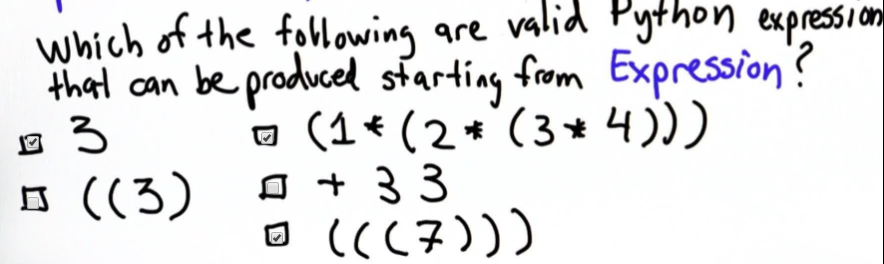 Which of the following are valid Python expression
that can be produced starting from Expression?
3
(1*(2*(3*4)))
((3)
+ 3 3
(((7)))